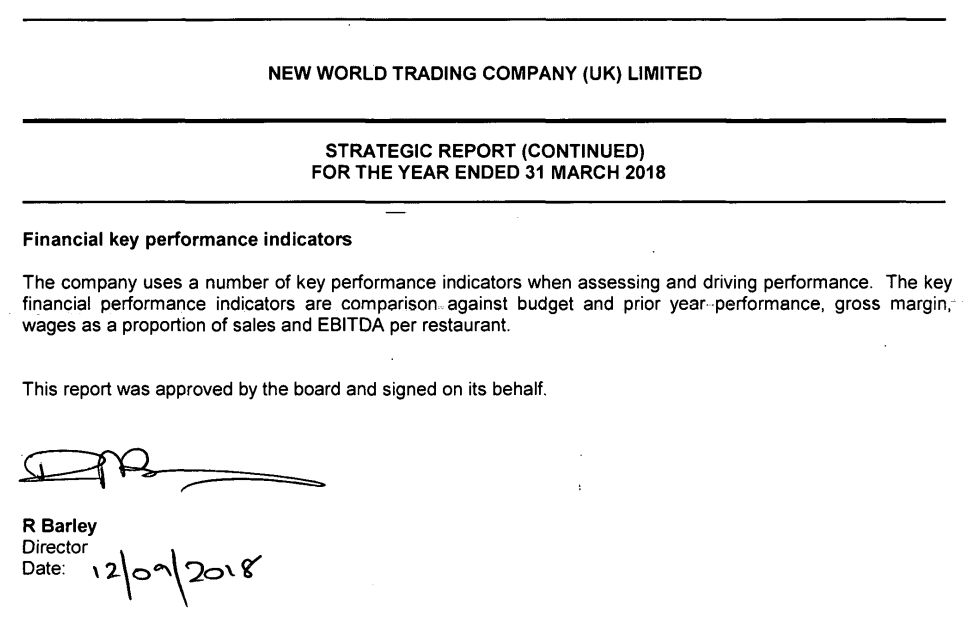 NEW WORLD TRADING COMPANY (UK) LIMITED
STRATEGIC REPORT (CONTINUED)
FOR THE YEAR ENDED 31 MARCH 2018
Financial key performance indicators
The company uses a number of key performance indicators when assessing and driving performance. The key
financial performance indicators are comparison against budget and prior year performance, gross margin,
wages as a proportion of sales and EBITDA per restaurant.
This report was approved by the board and signed on its behalf.
R Barley
Director
Date: 12/09/2018